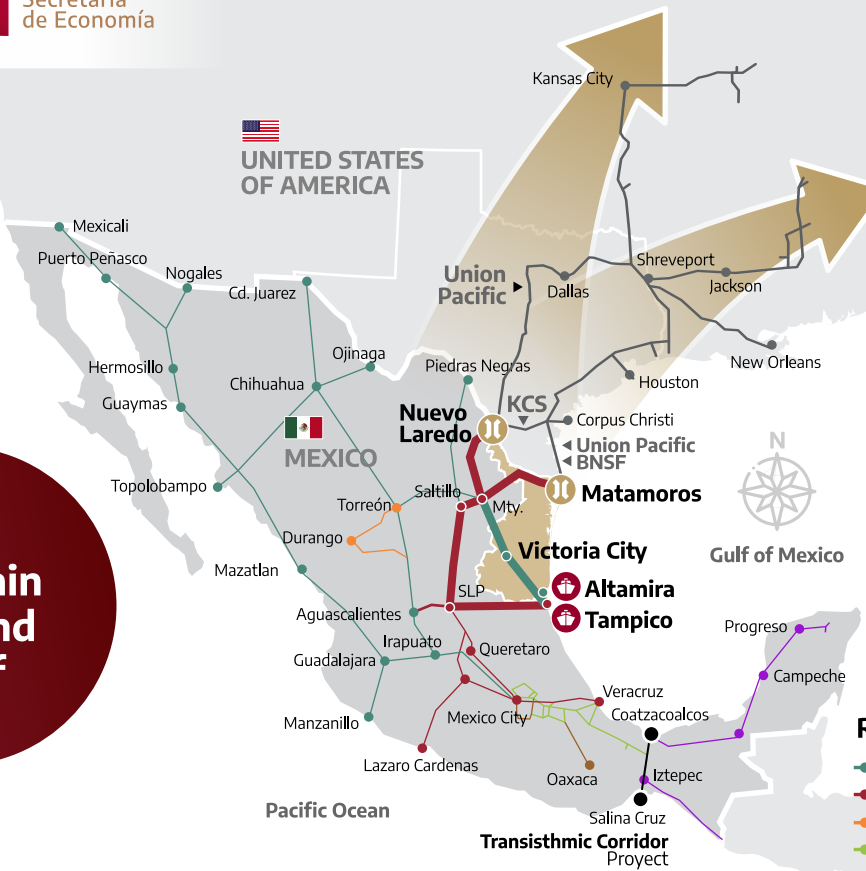 Secretaría
de Economía
Kansas City
UNITED STATES
OF AMERICA
Mexicali
Puerto Peñasco
Nogales
Cd. Juarez
Union
Pacific
Dallas
Shreveport
Jackson
New Orleans
Houston
Ojinaga
Piedras Negras
Hermosillo
Chihuahua
Guaymas
Nuevo
Laredo
KCS
Corpus Christi
Union Pacific
BNSF
MEXICO
N
Topolobampo
Saltillo
Mty.
Matamoros
Torreón
Durango
Victoria City
Gulf of Mexico
Mazatlan
SLP
Altamira
Tampico
Aguascalientes
Irapuato
Queretaro
Guadalajara
Progreso
Campeche
Veracruz
Coatzacoalcos
Manzanillo
Mexico City
Lazaro Cardenas
Oaxaca
Iztepec
Salina Cruz
Pacific Ocean
Transisthmic Corridor
Proyect